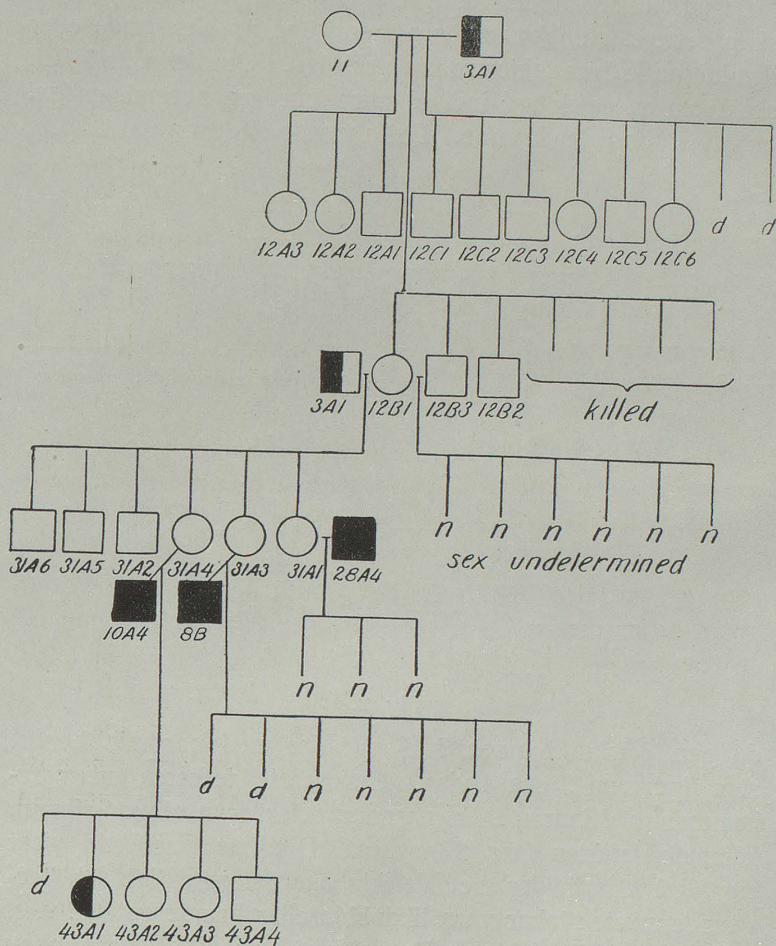 11 3A1
12A3 12A2 12A1 12C1 12C2 12C3 12C4 12C5 12C6 d d
3A1 12B1 12B3 12B2 killed
n n n n n n
sex undelermined
31A6 31A5 31A2 31A4 31A3 31A1 28A4
10A4 8B
n n n
d d n n n n n
d
43A1 43A2 43A3 43A4